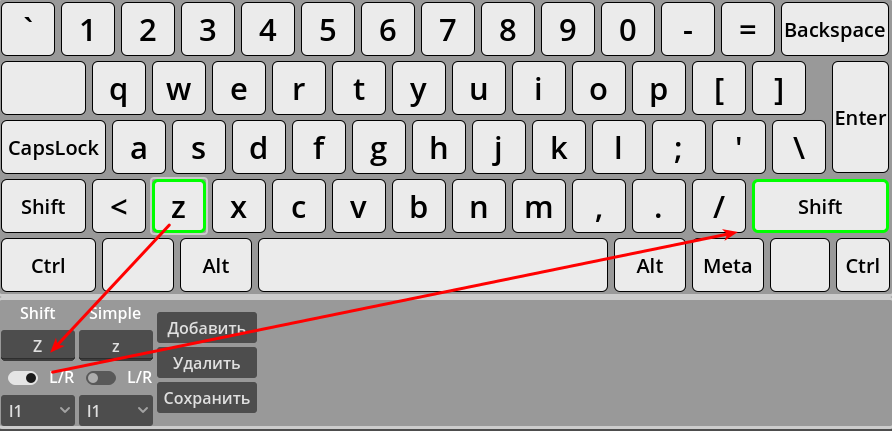 ` 1 2 3 4 5 6 7 8 9 0 - = Backspace
q w e r t y u i o p [ ]
Enter
CapsLock a s d f g h j k l ; ' \
Shift < z x c v b n m , . / Shift
Ctrl Alt Alt Meta Ctrl
Shift Simple
Z z
L/R L/R
l1 l1
Добавить
Удалить
Сохранить